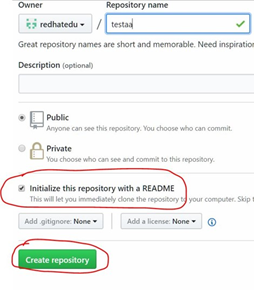 Owner
Repository name
redhatedu
/
testaa
Great repository names are short and memorable. Need inspiration
Description (optional)
Public
Anyone can see this repository. You choose who can commit.
Private
You choose who can see and commit to this repository.
Initialize this repository with a README
This will let you immediately clone the repository to your computer. Skip t
Add .gitignore: None
Add a license: None
Create repository